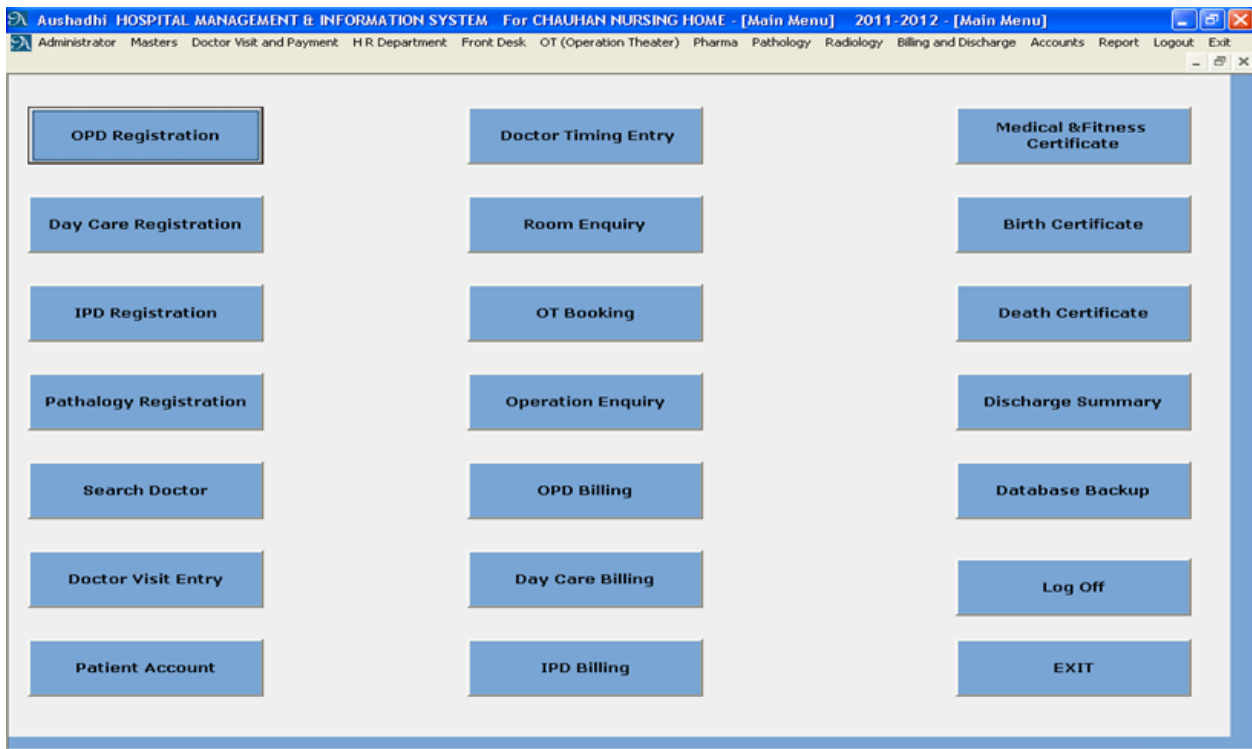 Aushadhi HOSPITAL MANAGEMENT & INFORMATION SYSTEM For CHAUHAN NURSING HOME - [Main Menu] 2011-2012 - [Main Menu]
Administrator Masters Doctor Visit and Payment H R Department Front Desk OT (Operation Theater) Pharma Pathology Radiology Billing and Discharge Accounts Report Logout Exit
OPD Registration
Day Care Registration
IPD Registration
Pathalogy Registration
Search Doctor
Doctor Visit Entry
Patient Account
Doctor Timing Entry
Room Enquiry
OT Booking
Operation Enquiry
OPD Billing
Day Care Billing
IPD Billing
Medical &Fitness
Certificate
Birth Certificate
Death Certificate
Discharge Summary
Database Backup
Log Off
EXIT